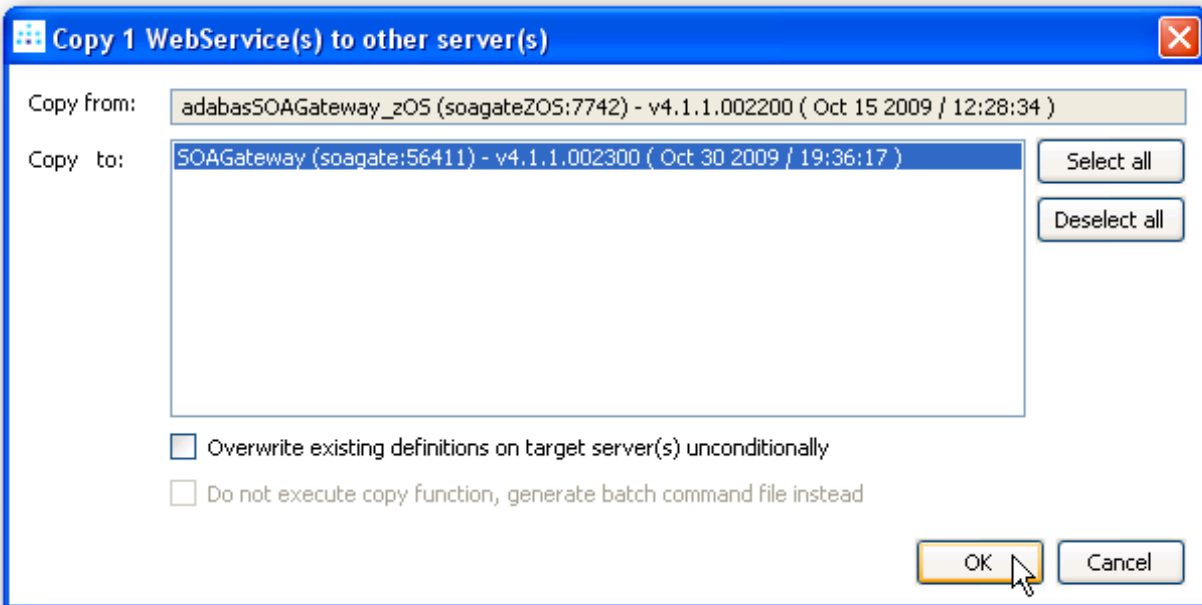 Copy 1 WebService(s) to other server(s)
Copy from: adabasSOAGateway_zOS (soagateZOS:7742) - v4.1.1.002200 ( Oct 15 2009 / 12:28:34 )
Copy to: SOAGateway (soagate:56411) - v4.1.1.002300 ( Oct 30 2009 / 19:36:17 )
Select all
Deselect all
Overwrite existing definitions on target server(s) unconditionally
Do not execute copy function, generate batch command file instead
OK Cancel